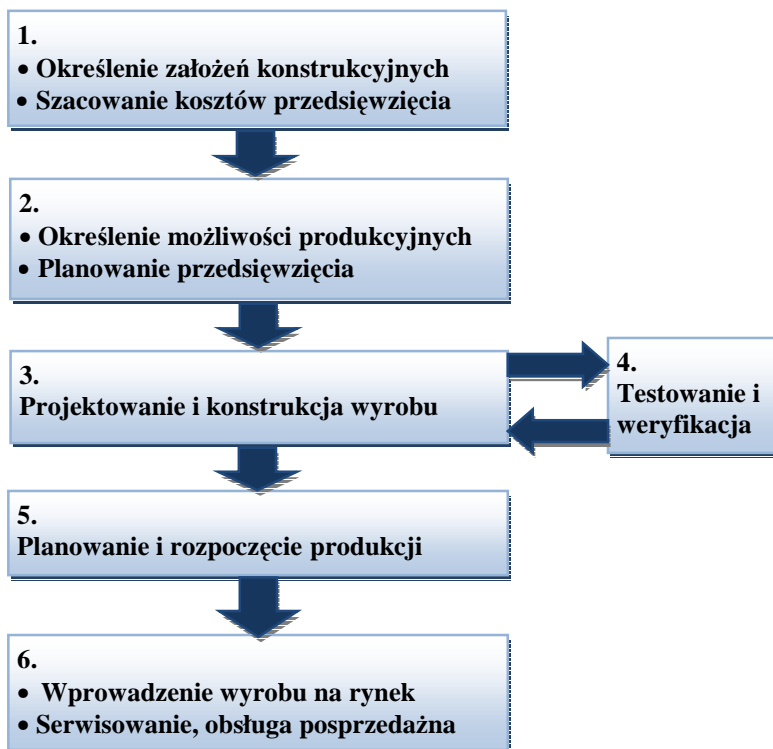 1.
• Określenie założeń konstrukcyjnych
• Szacowanie kosztów przedsięwzięcia
2.
• Określenie możliwości produkcyjnych
• Planowanie przedsięwzięcia
3.
Projektowanie i konstrukcja wyrobu
4.
Testowanie i
weryfikacja
5.
Planowanie i rozpoczęcie produkcji
6.
• Wprowadzenie wyrobu na rynek
• Serwisowanie, obsługa posprzedażna